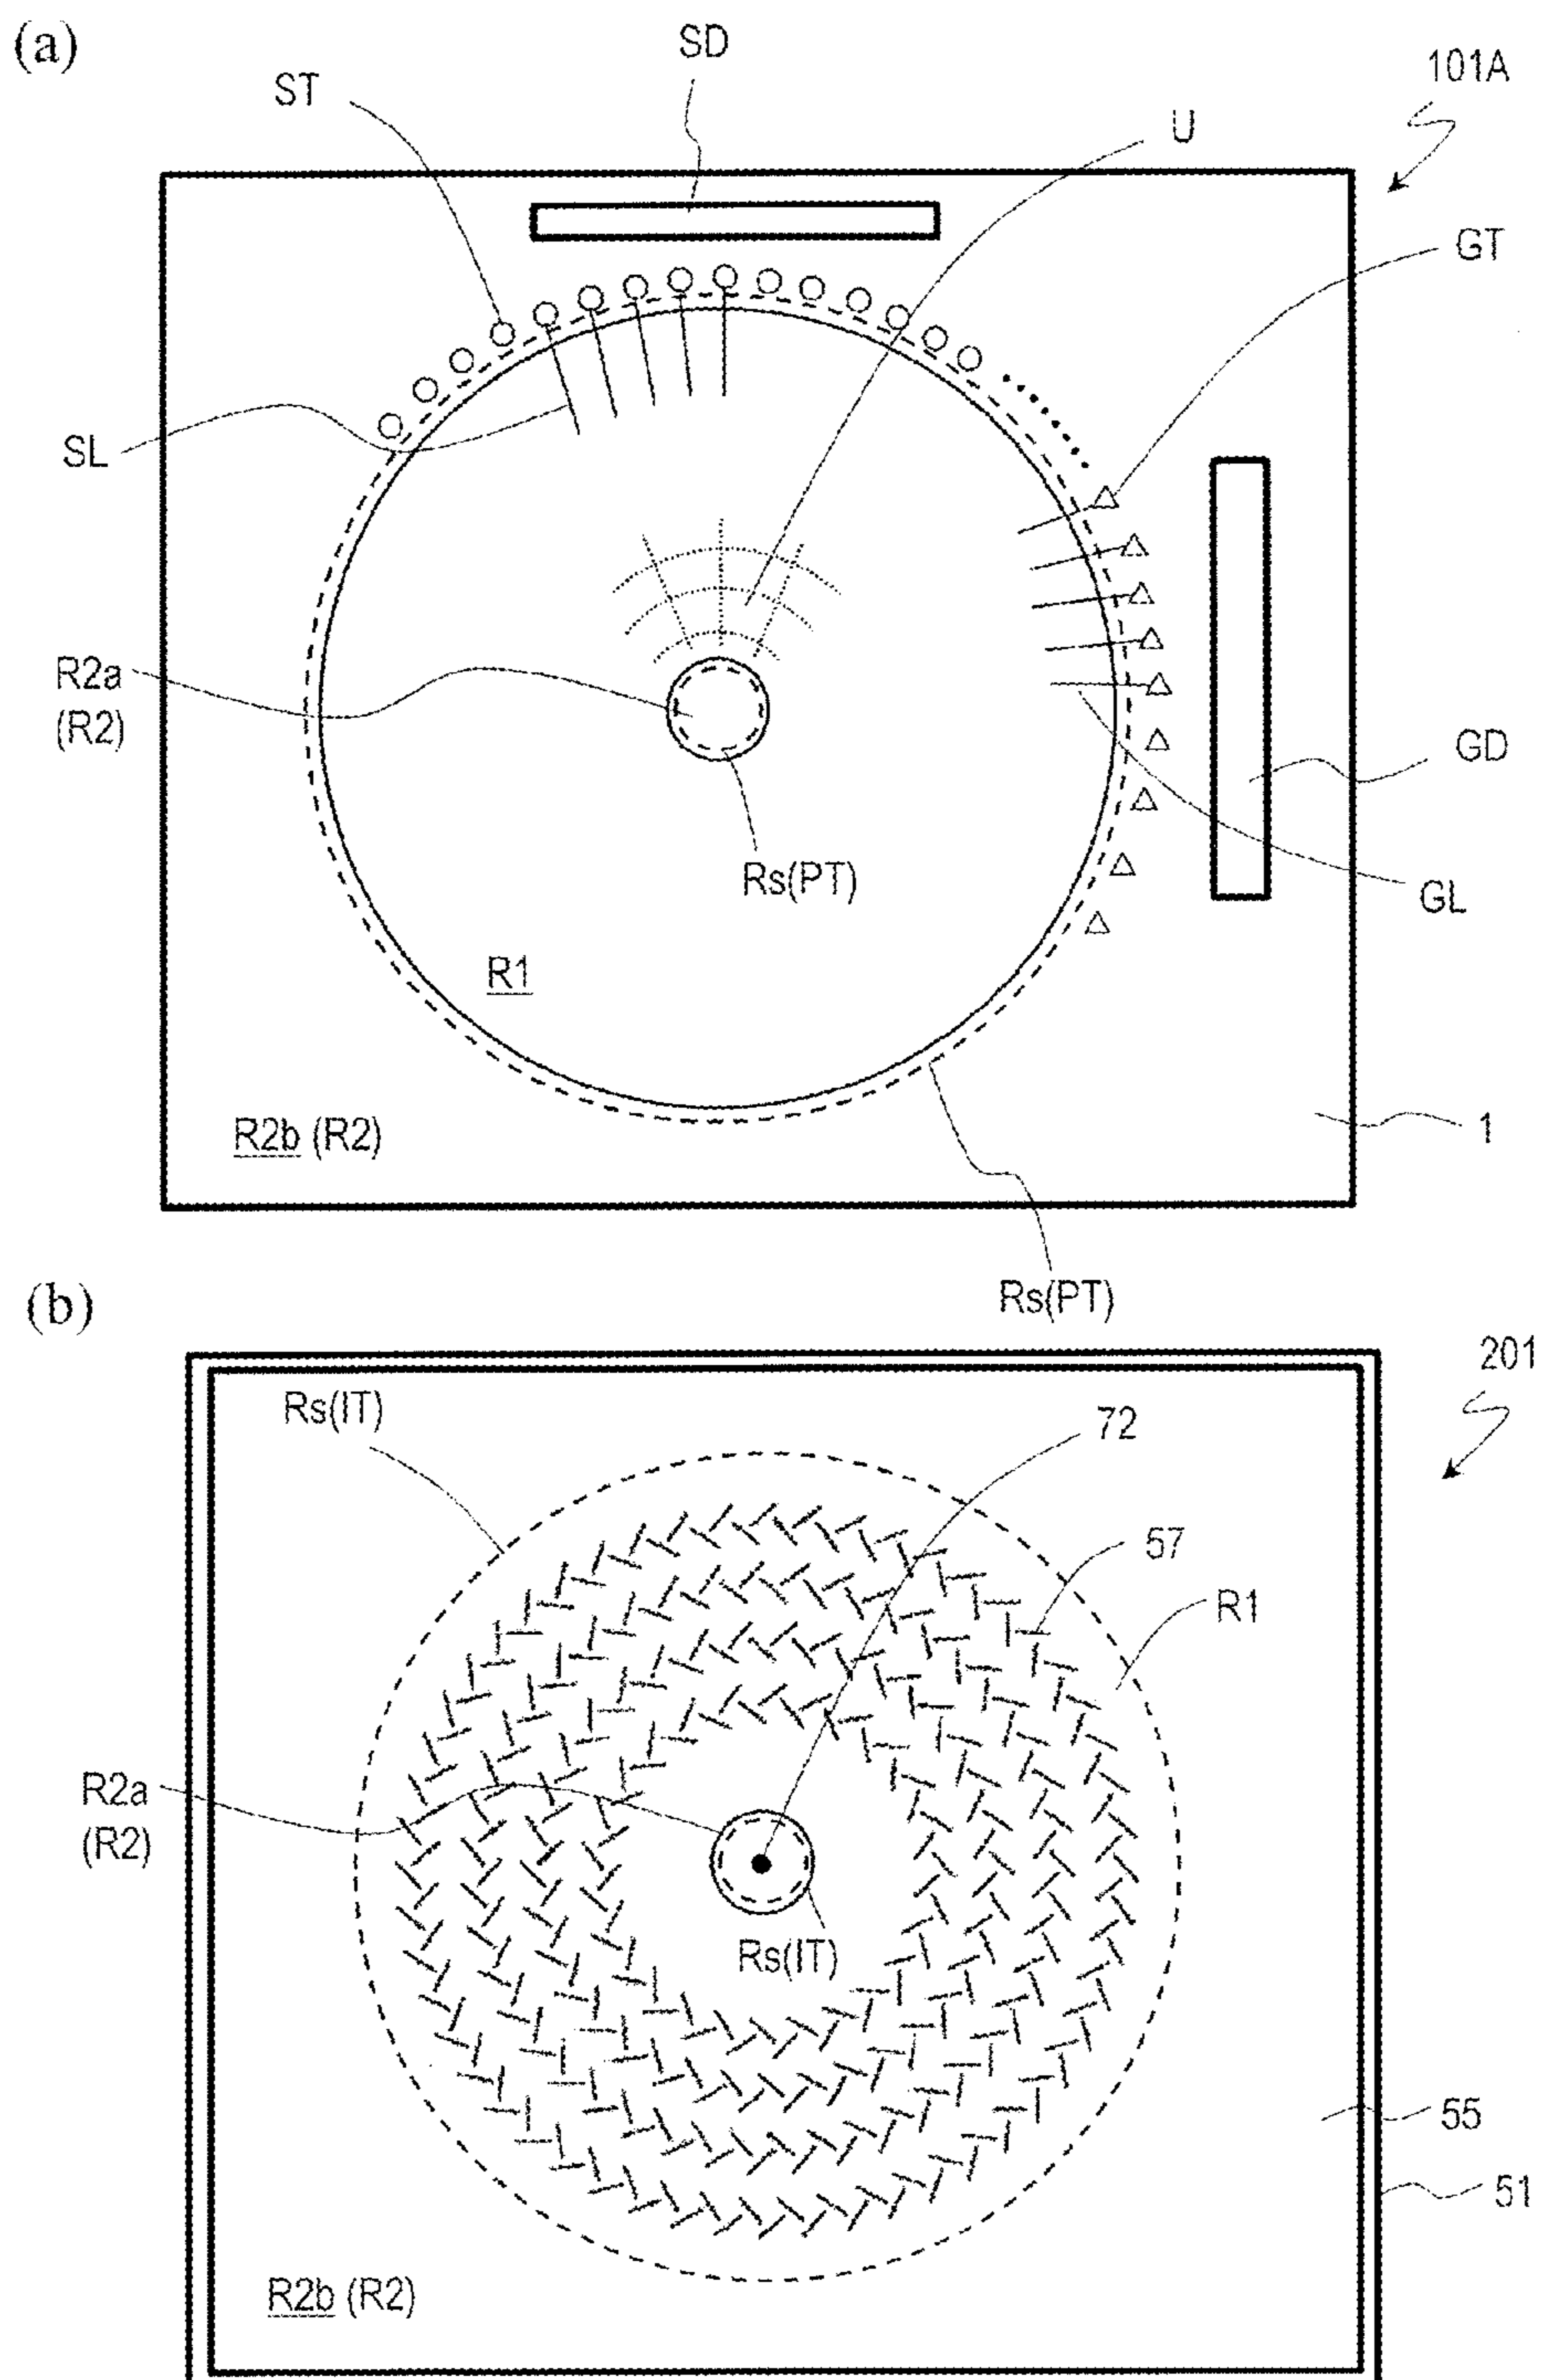 (a)
SD
101A
ST
U
GT
SL
R2a
(R2)
GD
Rs(PT)
GL
R1
R2b (R2)
1
Rs(PT)
(b)
201
Rs(IT)
72
57
R1
R2a
(R2)
Rs(IT)
55
51
R2b (R2)